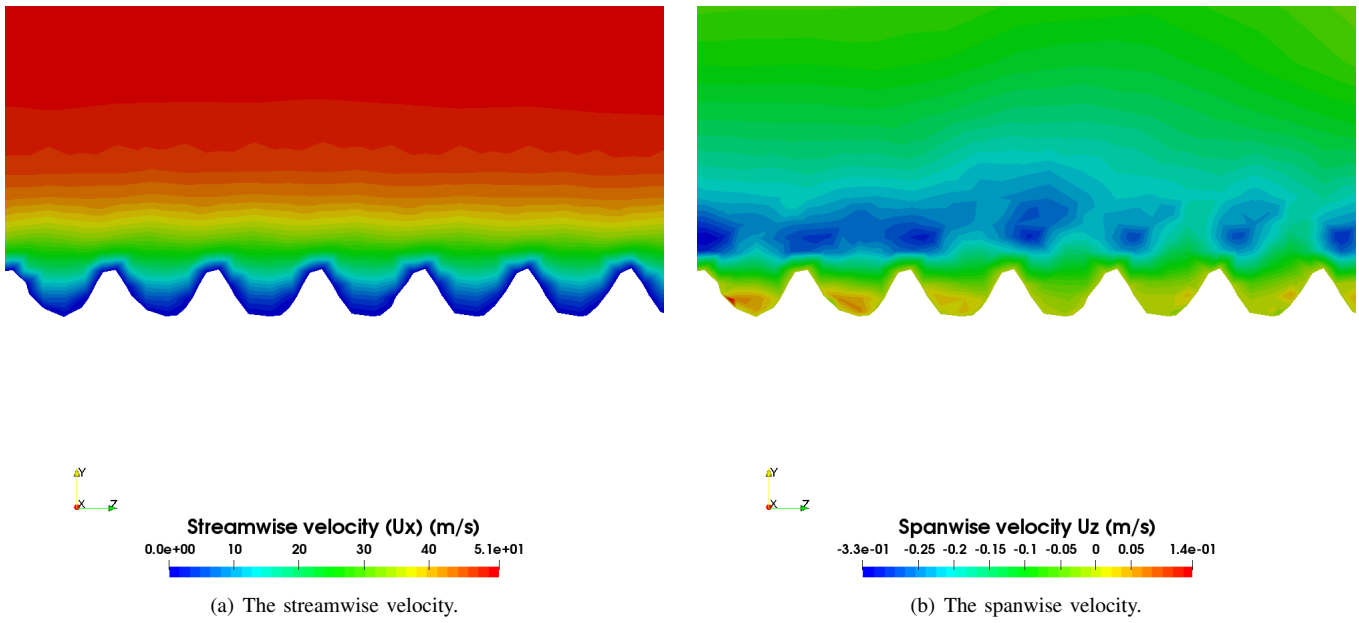 Y
X Z
Streamwise velocity (Ux) (m/s)
0.0e+00 10 20 30 40 5.1e+01
(a) The streamwise velocity.
Y
X Z
Spanwise velocity Uz (m/s)
-3.3e-01 -0.25 -0.2 -0.15 -0.1 -0.05 0 0.05 1.4e-01
(b) The spanwise velocity.